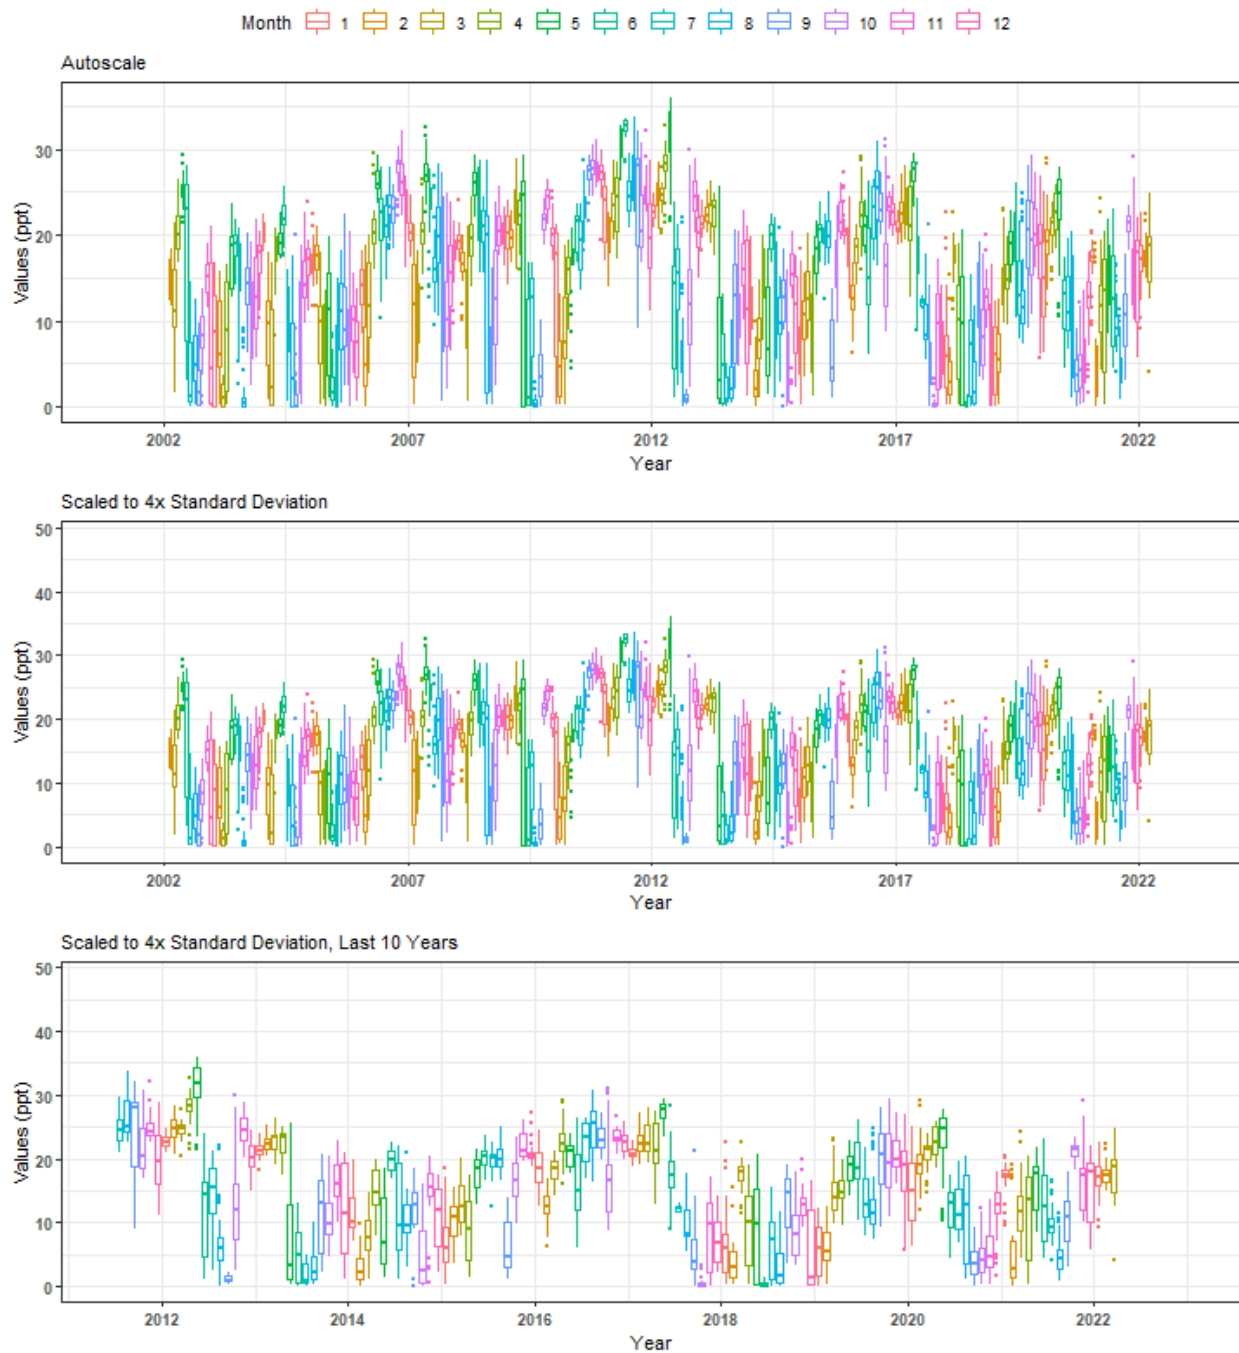 Month 1 2 3 4 5 6 7 8 9 10 11 12
Autoscale
Values (ppt)
30
20
10
0
2002 2007 2012 2017 2022
Year
Scaled to 4x Standard Deviation
Values (ppt)
50
40
30
20
10
0
2002 2007 2012 2017 2022
Year
Scaled to 4x Standard Deviation, Last 10 Years
Values (ppt)
50
40
30
20
10
0
2012 2014 2016 2018 2020 2022
Year